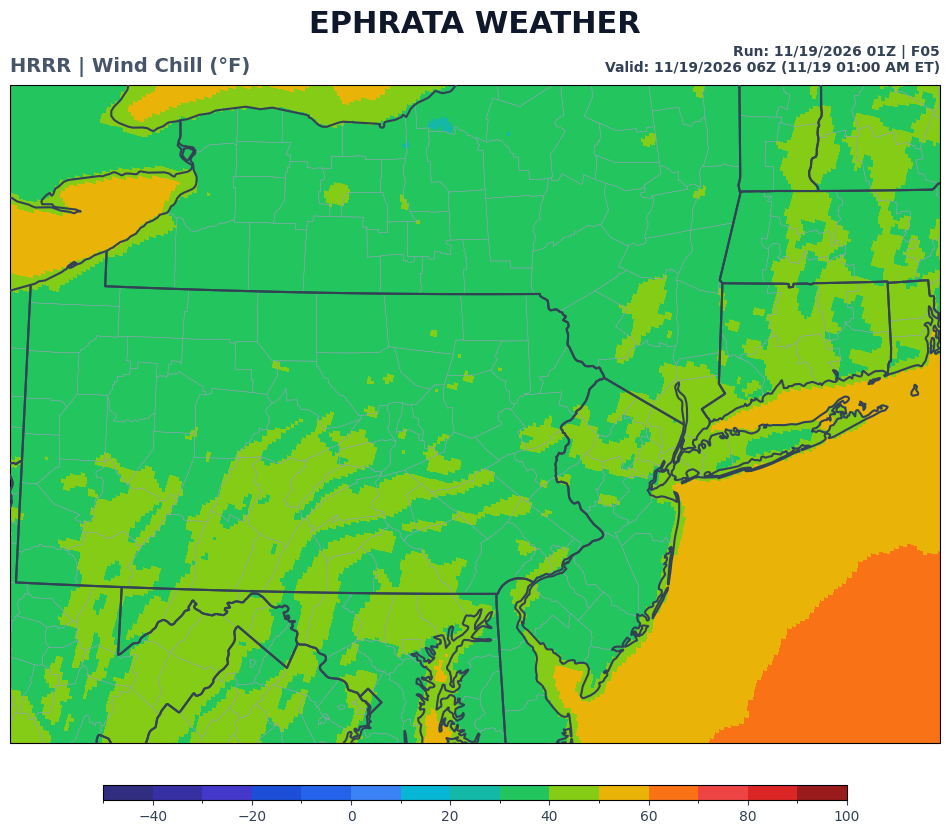 EPHRATA WEATHER
HRRR | Wind Chill (°F)
Run: 11/19/2026 01Z | F05
Valid: 11/19/2026 06Z (11/19 01:00 AM ET)
−40 −20 0 20 40 60 80 100